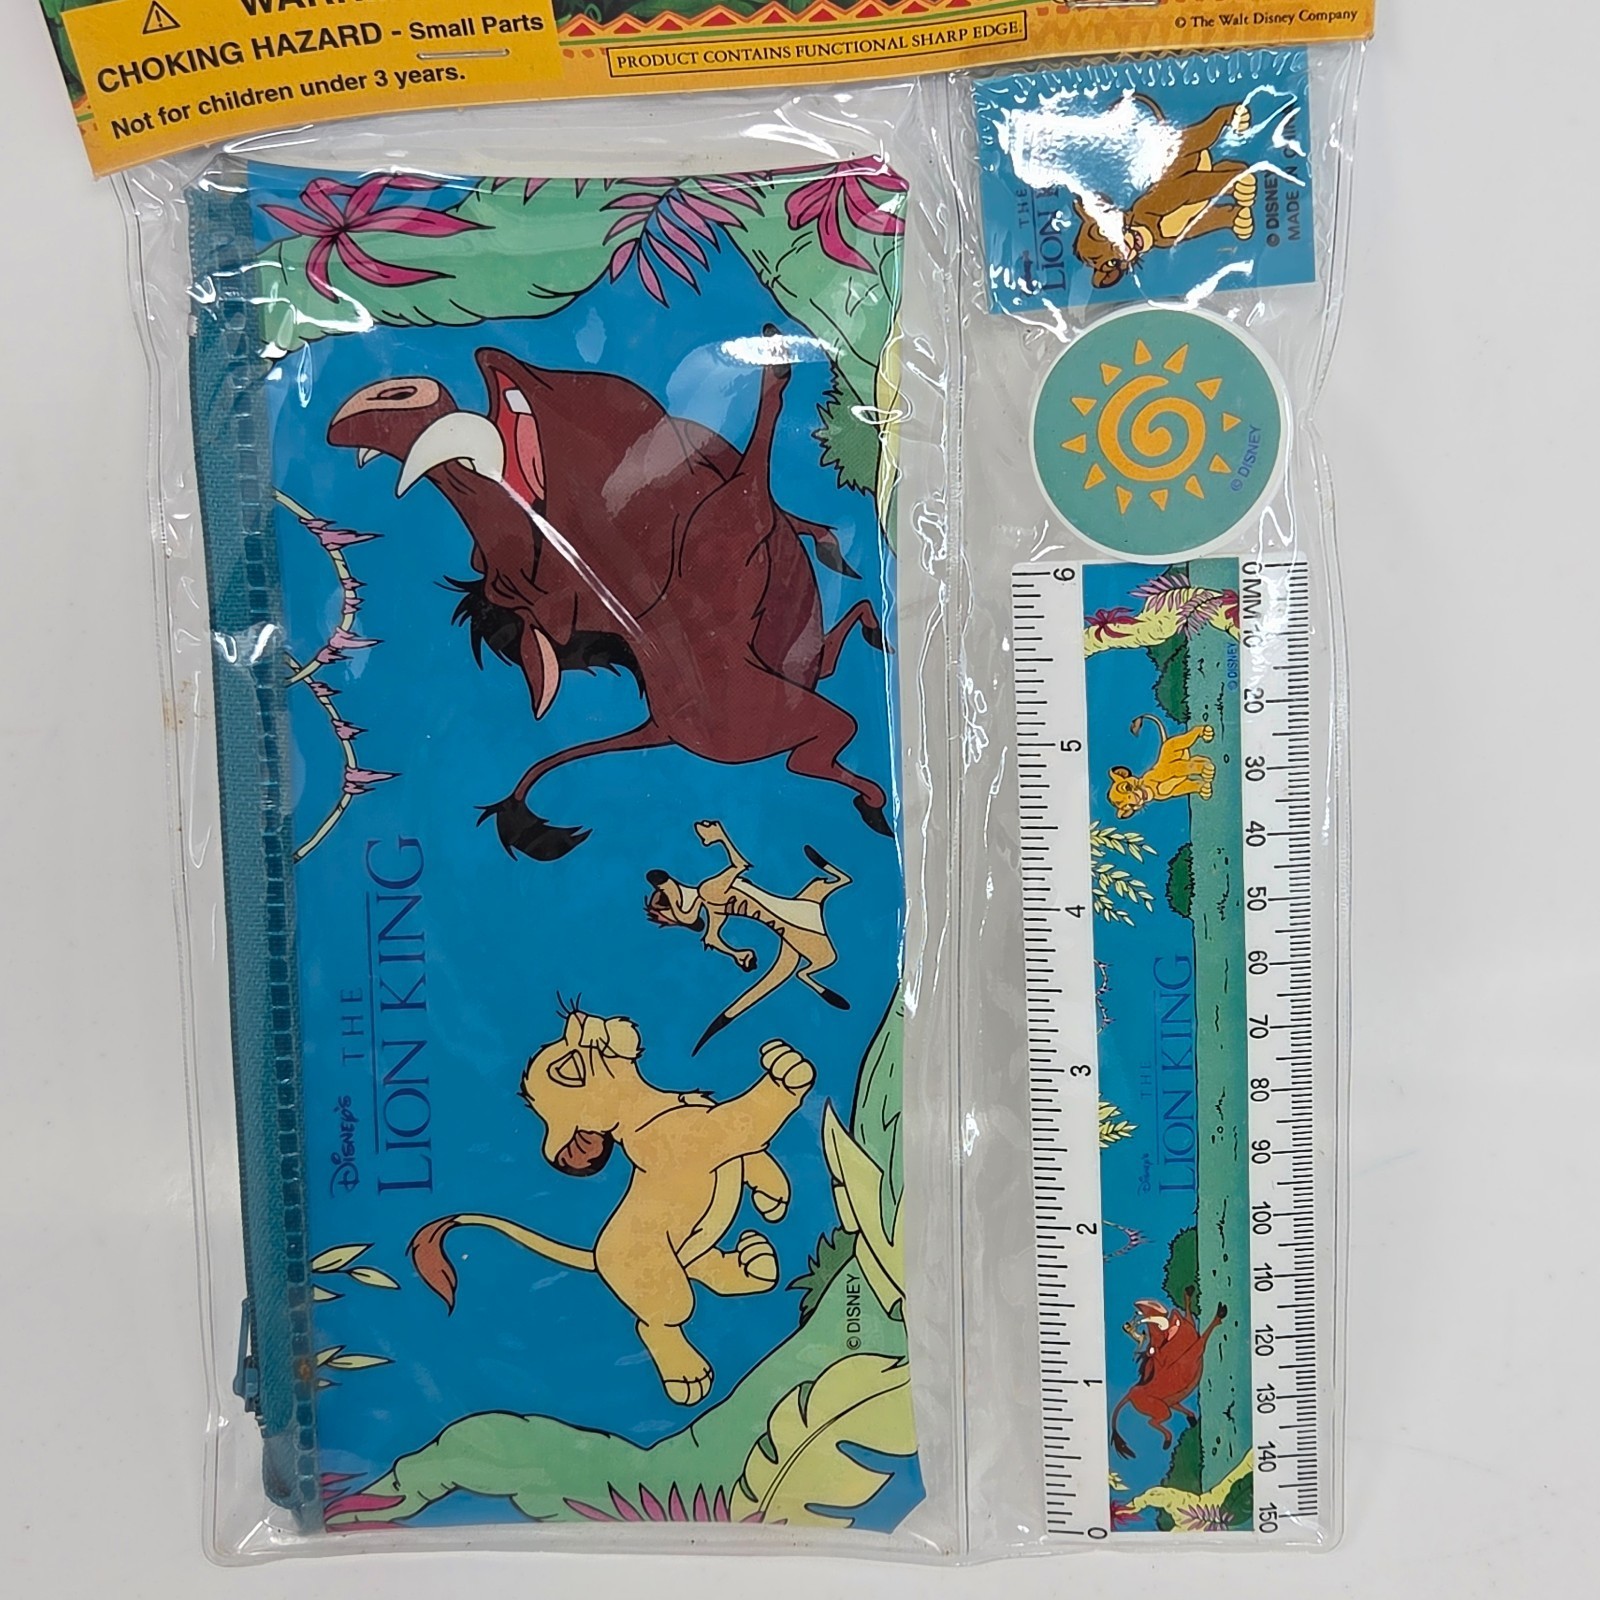 CHOKING HAZARD - Small Parts
Not for children under 3 years.
PRODUCT CONTAINS FUNCTIONAL SHARP EDGE.
© The Walt Disney Company
DISNEY'S THE
LION KING
© DISNEY
THE
LION
© DISNEY
MADE IN
© DISNEY
6
5
4
3
2
1
0
Disney's THE
LION KING
© DISNEY
0MM 10 20 30 40 50 60 70 80 90 100 110 120 130 140 150